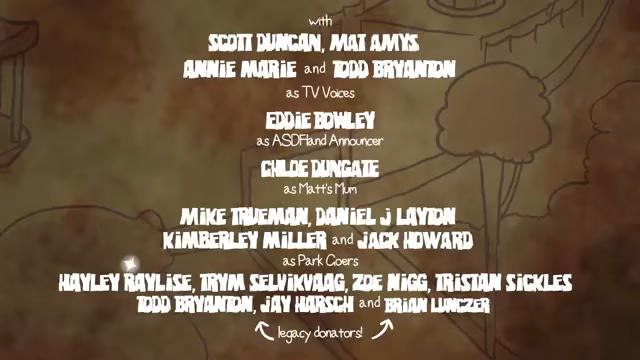 with
SCOTT DUNCAN, MAT AMYS
ANNIE MARIE and TODD BRYANTON
as TV Voices
EDDIE BOWLEY
as ASDFland Announcer
CHLOE DUNGATE
as Matt's Mum
MIKE TRUEMAN, DANIEL J LAYTON
KIMBERLEY MILLER and JACK HOWARD
as Park Goers
HAYLEY RAYLISE, TRYM SELVIKVAAG, ZOE NIGG, TRISTAN SICKLES
TODD BRYANTON, JAY HARSCH and BRIAN LUNCZER
legacy donators!